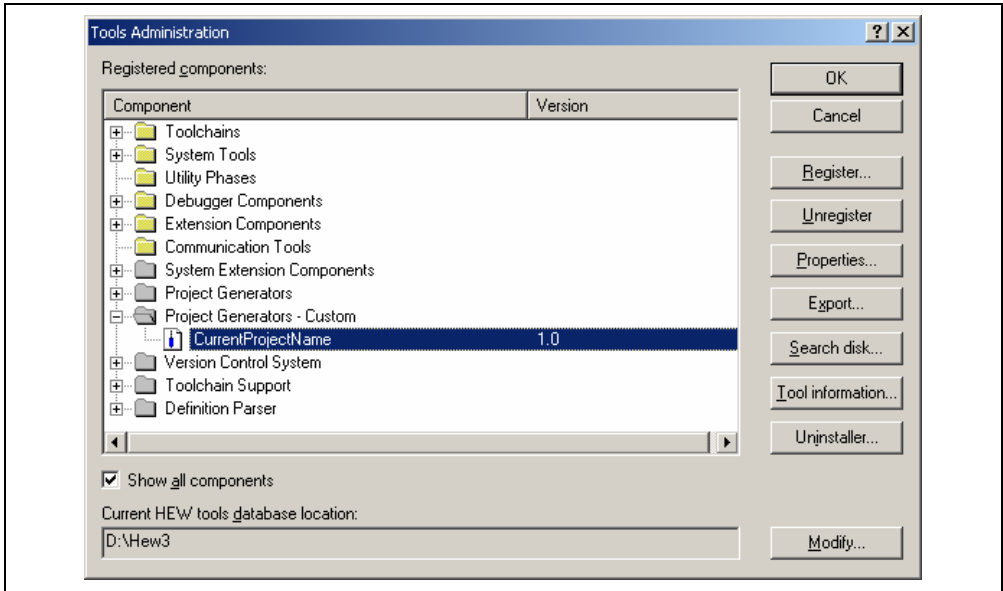 Tools Administration
Registered components:
Component Version
Toolchains
System Tools
Utility Phases
Debugger Components
Extension Components
Communication Tools
System Extension Components
Project Generators
Project Generators - Custom
CurrentProjectName 1.0
Version Control System
Toolchain Support
Definition Parser
Show all components
Current HEW tools database location:
D:\Hew3
OK
Cancel
Register...
Unregister
Properties...
Export...
Search disk...
Tool information...
Uninstaller...
Modify...